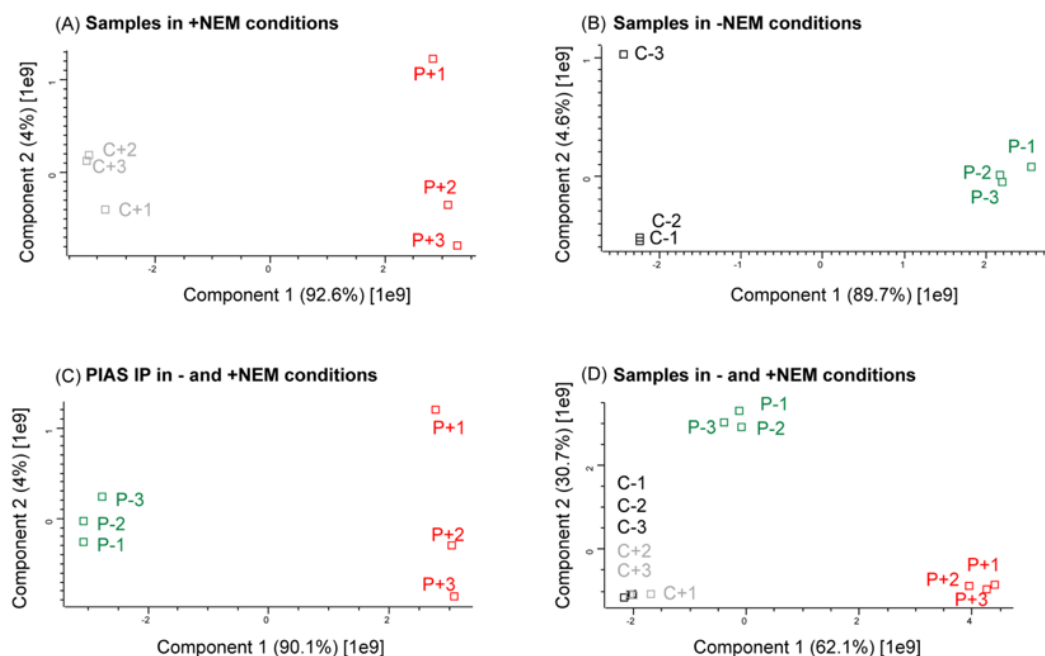 (A) Samples in +NEM conditions
Component 2 (4%) [1e9]
1
0
P+1
C+2
C+3
C+1
P+2
P+3
-2
0
2
Component 1 (92.6%) [1e9]
(B) Samples in -NEM conditions
Component 2 (4.6%) [1e9]
1
0
C-3
P-1
P-2
P-3
C-2
C-1
-2
-1
0
1
2
Component 1 (89.7%) [1e9]
(C) PIAS IP in - and +NEM conditions
Component 2 (4%) [1e9]
1
0
P+1
P-3
P-2
P-1
P+2
P+3
-2
0
2
Component 1 (90.1%) [1e9]
(D) Samples in - and +NEM conditions
Component 2 (30.7%) [1e9]
2
0
P-1
P-3
P-2
C-1
C-2
C-3
C+2
C+3
C+1
P+1
P+2
P+3
-2
0
2
4
Component 1 (62.1%) [1e9]